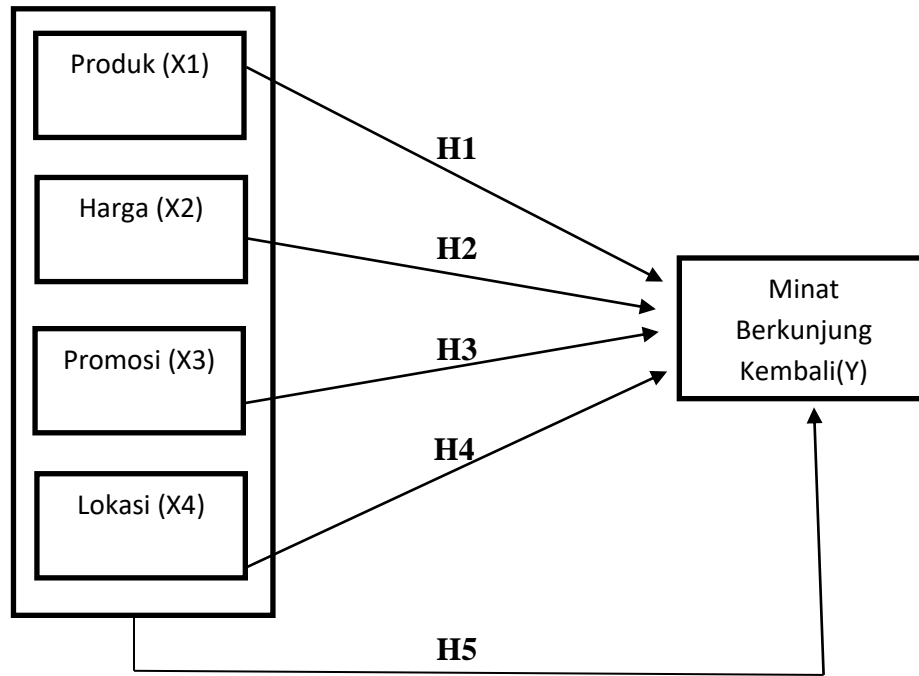 Produk (X1)
H1
Harga (X2)
H2
Minat
Berkunjung
Kembali(Y)
Promosi (X3)
H3
Lokasi (X4)
H4
H5